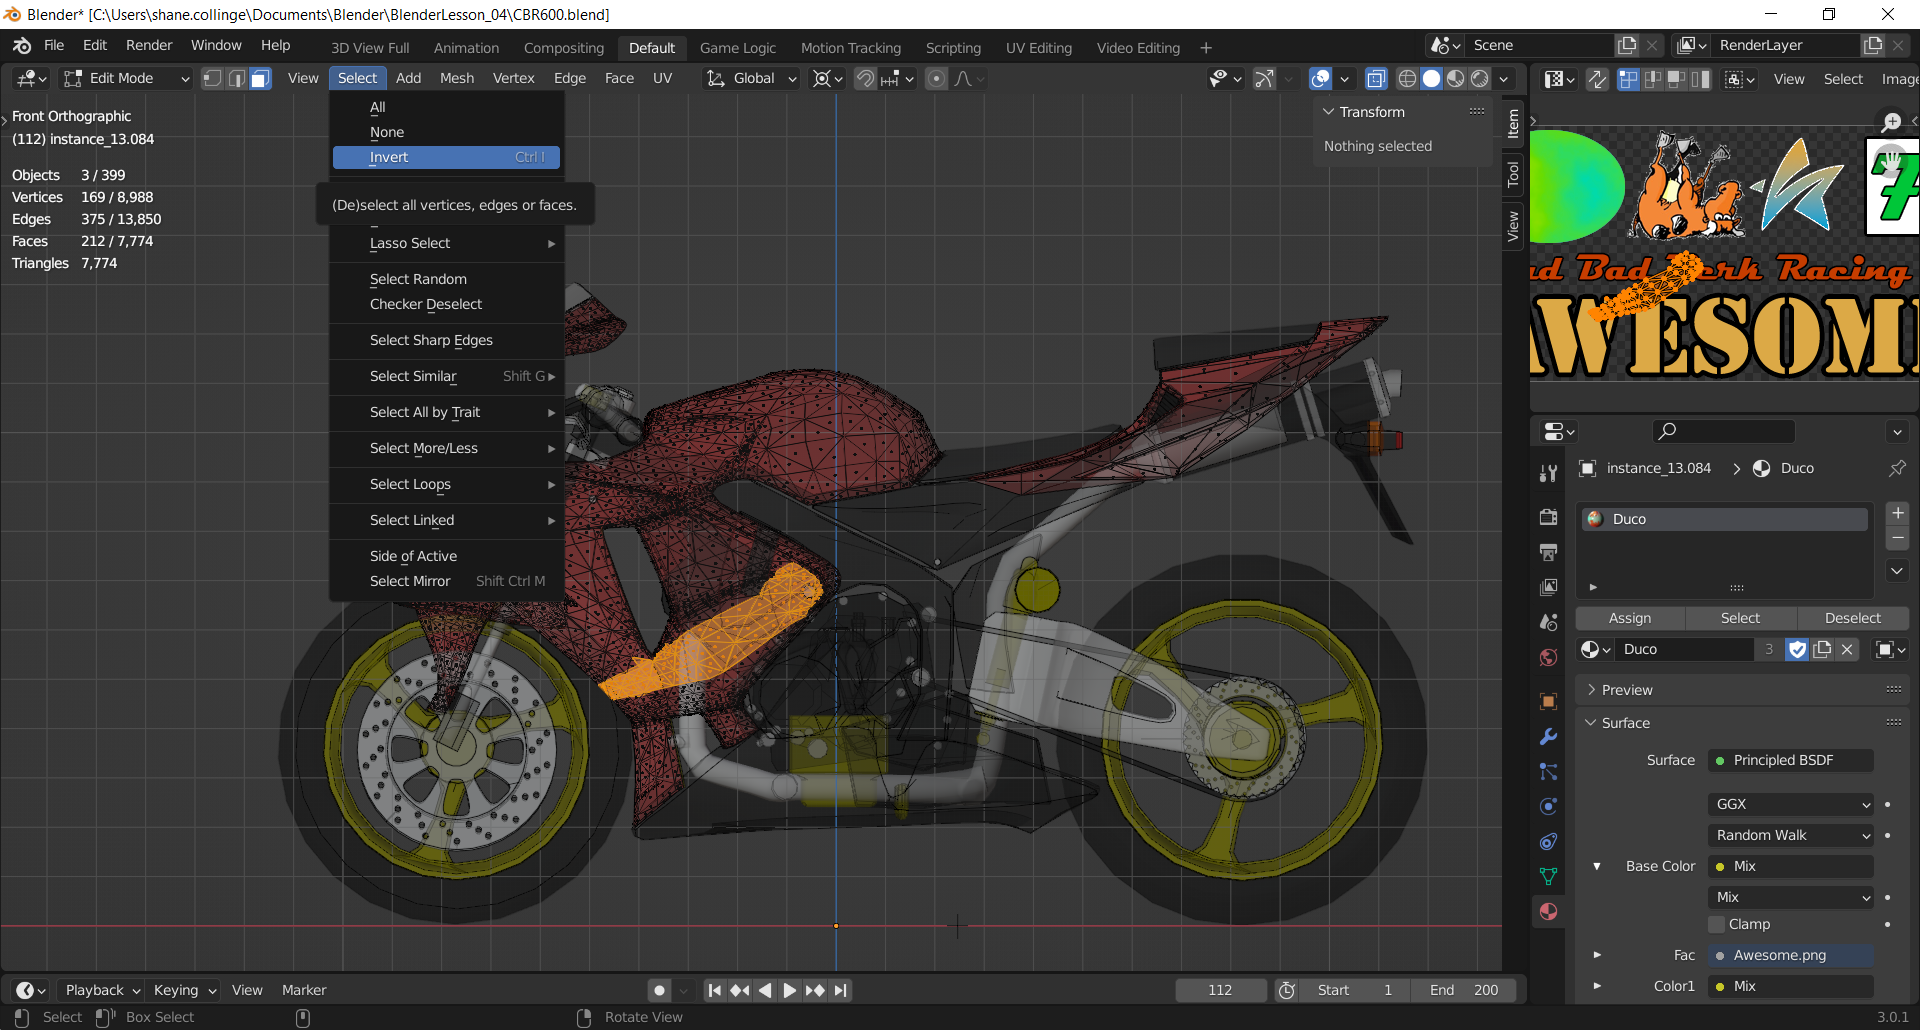 Blender* [C:\Users\shane.collinge\Documents\Blender\BlenderLesson_04\CBR600.blend]
File Edit Render Window Help 3D View Full Animation Compositing Default Game Logic Motion Tracking Scripting UV Editing Video Editing + Scene RenderLayer
Edit Mode View Select Add Mesh Vertex Edge Face UV Global View Select Imag
Front Orthographic
(112) instance_13.084
Objects 3 / 399
Vertices 169 / 8,988
Edges 375 / 13,850
Faces 212 / 7,774
Triangles 7,774
All
None
Invert Ctrl I
(De)select all vertices, edges or faces.
Lasso Select
Select Random
Checker Deselect
Select Sharp Edges
Select Similar Shift G
Select All by Trait
Select More/Less
Select Loops
Select Linked
Side of Active
Select Mirror Shift Ctrl M
Transform
Nothing selected
Item
Tool
View
7
Bad Racing
AWESOM
instance_13.084 > Duco
Duco
Assign Select Deselect
Duco 3
Preview
Surface
Surface Principled BSDF
GGX
Random Walk
Base Color Mix
Mix
Clamp
Fac Awesome.png
Color1 Mix
Playback Keying View Marker 112 Start 1 End 200
Select Box Select Rotate View 3.0.1